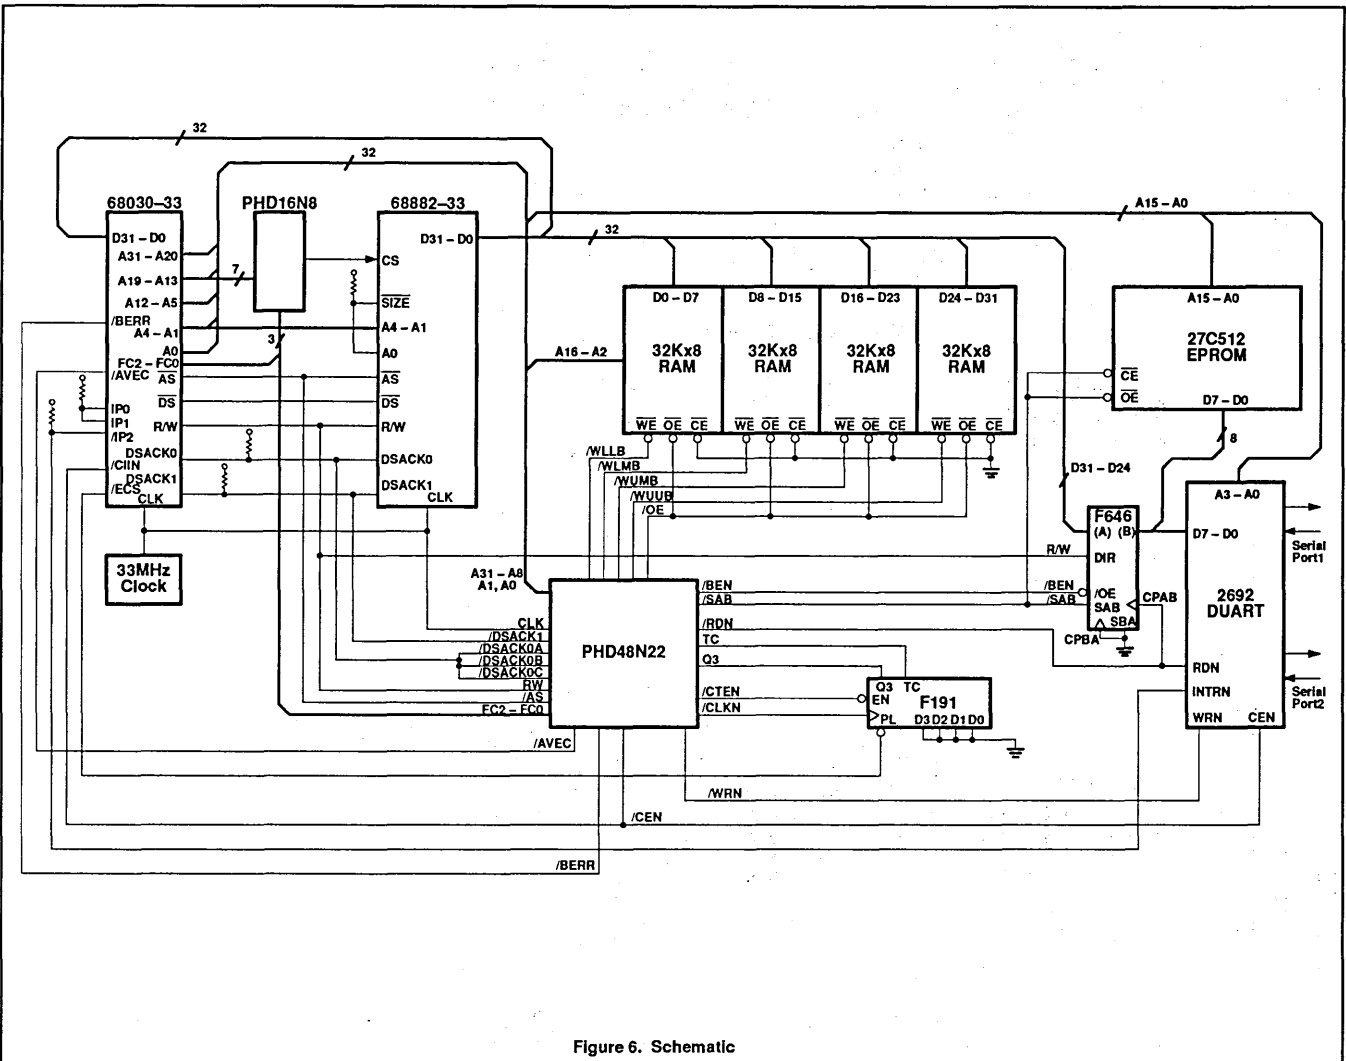 32
32
68030–33
PHD16N8
68882–33
A15 – A0
D31 – D0
A31 – A20
A19 – A13
7
A12 – A5
/BERR
A4 – A1
A0
3
FC2 – FC0
/AVEC
AS
DS
IP0
IP1
/IP2
R/W
DSACK0
/CIIN
DSACK1
/ECS
CLK
33MHz
Clock
D31 – D0
CS
SIZE
A4 – A1
A0
AS
DS
R/W
DSACK0
DSACK1
CLK
32
D0 – D7
D8 – D15
D16 – D23
D24 – D31
A16 – A2
32Kx8
RAM
32Kx8
RAM
32Kx8
RAM
32Kx8
RAM
WE OE CE
WE OE CE
WE OE CE
WE OE CE
/WLLB
/WLMB
/WUMB
/WUUB
/OE
A15 – A0
27C512
EPROM
CE
OE
D7 – D0
8
D31 – D24
F646
(A) (B)
R/W
DIR
/BEN
/OE
/SAB
SAB
CPAB
SBA
CPBA
A3 – A0
D7 – D0
2692
DUART
RDN
INTRN
WRN
CEN
Serial
Port1
Serial
Port2
A31 – A8
A1, A0
CLK
/DSACK1
/DSACK0A
/DSACK0B
/DSACK0C
RW
/AS
FC2 – FC0
PHD48N22
/BEN
/SAB
/RDN
TC
Q3
/CTEN
/CLKN
Q3 TC
EN
F191
PL
D3 D2 D1 D0
/AVEC
/WRN
/CEN
/BERR
Figure 6. Schematic